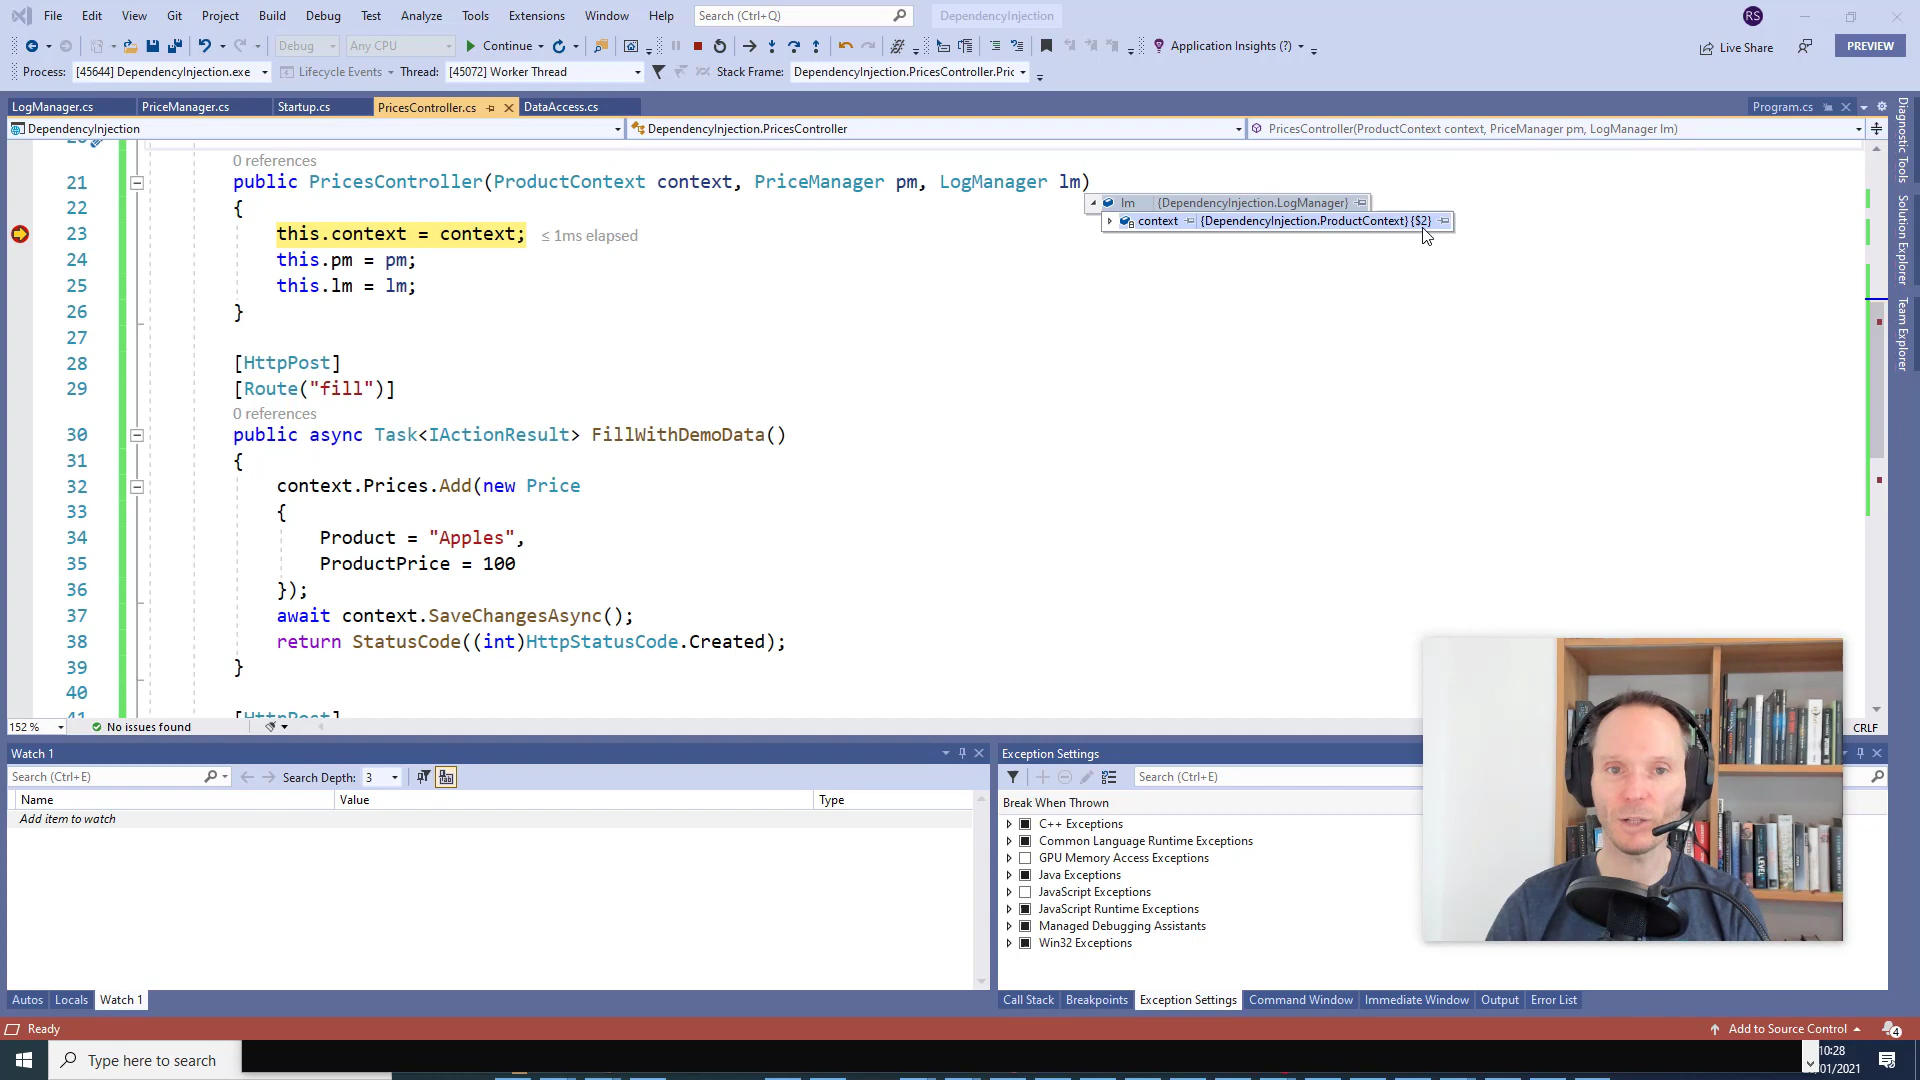 File Edit View Git Project Build Debug Test Analyze Tools Extensions Window Help Search (Ctrl+Q) DependencyInjection RS
Debug Any CPU Continue Application Insights (?) Live Share PREVIEW
Process: [45644] DependencyInjection.exe Lifecycle Events Thread: [45072] Worker Thread Stack Frame: DependencyInjection.PricesController.Pric
LogManager.cs PriceManager.cs Startup.cs PricesController.cs DataAccess.cs Program.cs
DependencyInjection DependencyInjection.PricesController PricesController(ProductContext context, PriceManager pm, LogManager lm)
0 references
21 public PricesController(ProductContext context, PriceManager pm, LogManager lm)
lm {DependencyInjection.LogManager}
22 {
context {DependencyInjection.ProductContext} {$2}
23 this.context = context; ≤ 1ms elapsed
24 this.pm = pm;
25 this.lm = lm;
26 }
27
28 [HttpPost]
29 [Route("fill")]
0 references
30 public async Task<IActionResult> FillWithDemoData()
31 {
32 context.Prices.Add(new Price
33 {
34 Product = "Apples",
35 ProductPrice = 100
36 });
37 await context.SaveChangesAsync();
38 return StatusCode((int)HttpStatusCode.Created);
39 }
40
41 [HttpPost]
152 % No issues found CRLF
Watch 1
Search (Ctrl+E) Search Depth: 3
Name Value Type
Add item to watch
Exception Settings
Search (Ctrl+E)
Break When Thrown
C++ Exceptions
Common Language Runtime Exceptions
GPU Memory Access Exceptions
Java Exceptions
JavaScript Exceptions
JavaScript Runtime Exceptions
Managed Debugging Assistants
Win32 Exceptions
Autos Locals Watch 1
Call Stack Breakpoints Exception Settings Command Window Immediate Window Output Error List
Diagnostic Tools
Solution Explorer
Team Explorer
Ready Add to Source Control 4
Type here to search
10:28
/01/2021